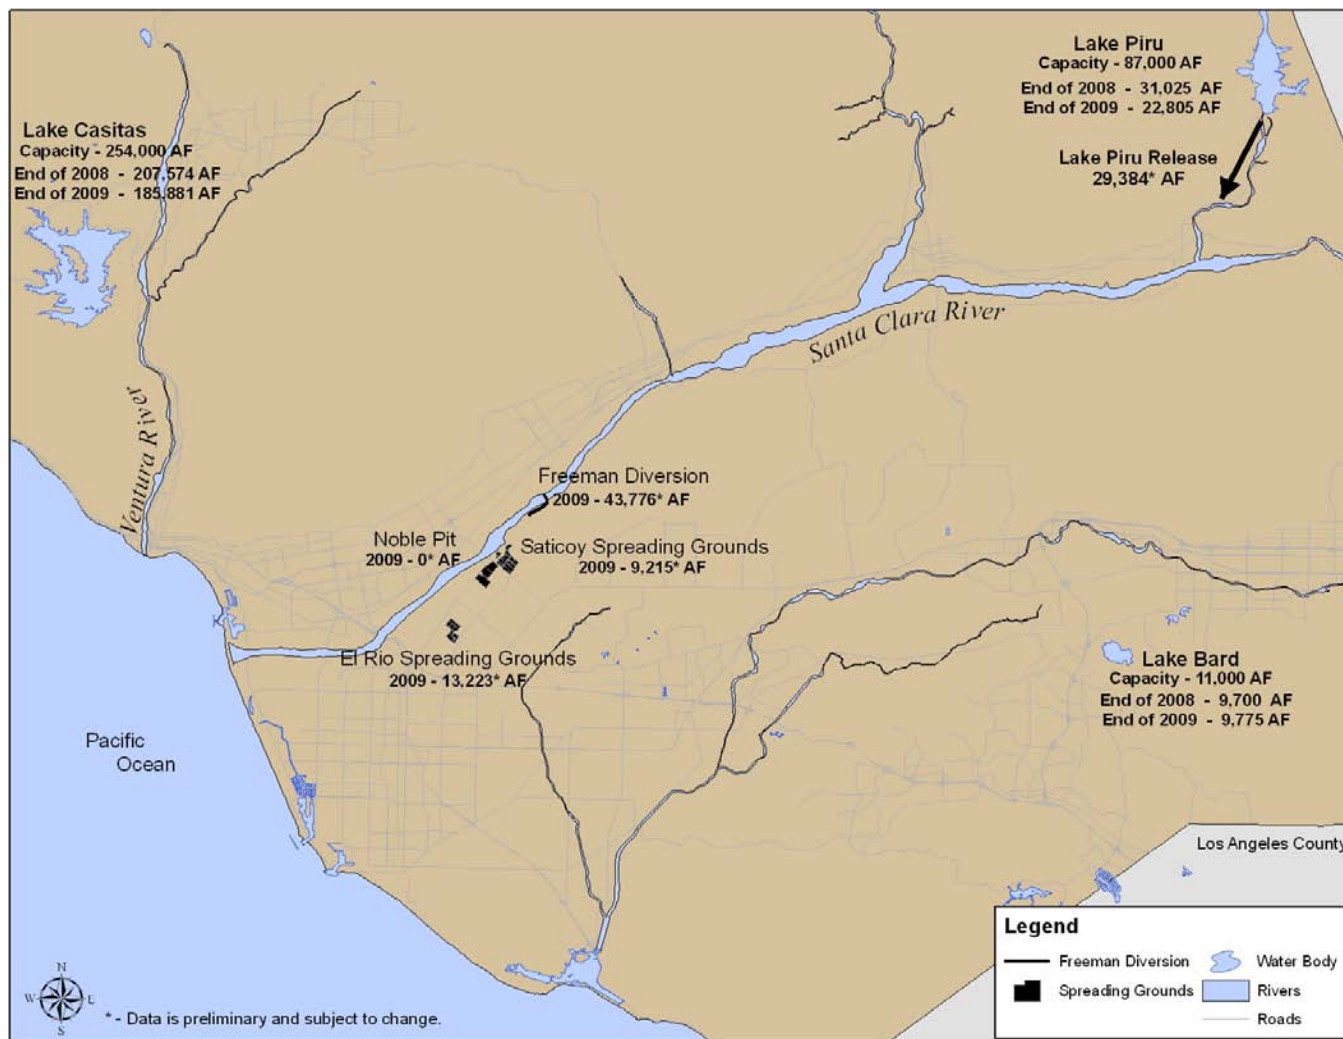 Lake Piru
Capacity - 87,000 AF
End of 2008 - 31,025 AF
End of 2009 - 22,805 AF
Lake Casitas
Capacity - 254,000 AF
End of 2008 - 207,574 AF
End of 2009 - 185,881 AF
Lake Piru Release
29,384* AF
Santa Clara River
Ventura River
Freeman Diversion
2009 - 43,776* AF
Noble Pit
2009 - 0* AF
Saticoy Spreading Grounds
2009 - 9,215* AF
El Rio Spreading Grounds
2009 - 13,223* AF
Lake Bard
Capacity - 11,000 AF
End of 2008 - 9,700 AF
End of 2009 - 9,775 AF
Pacific
Ocean
Los Angeles County
Legend
Freeman Diversion
Water Body
Spreading Grounds
Rivers
Roads
N
W L
S
* - Data is preliminary and subject to change.